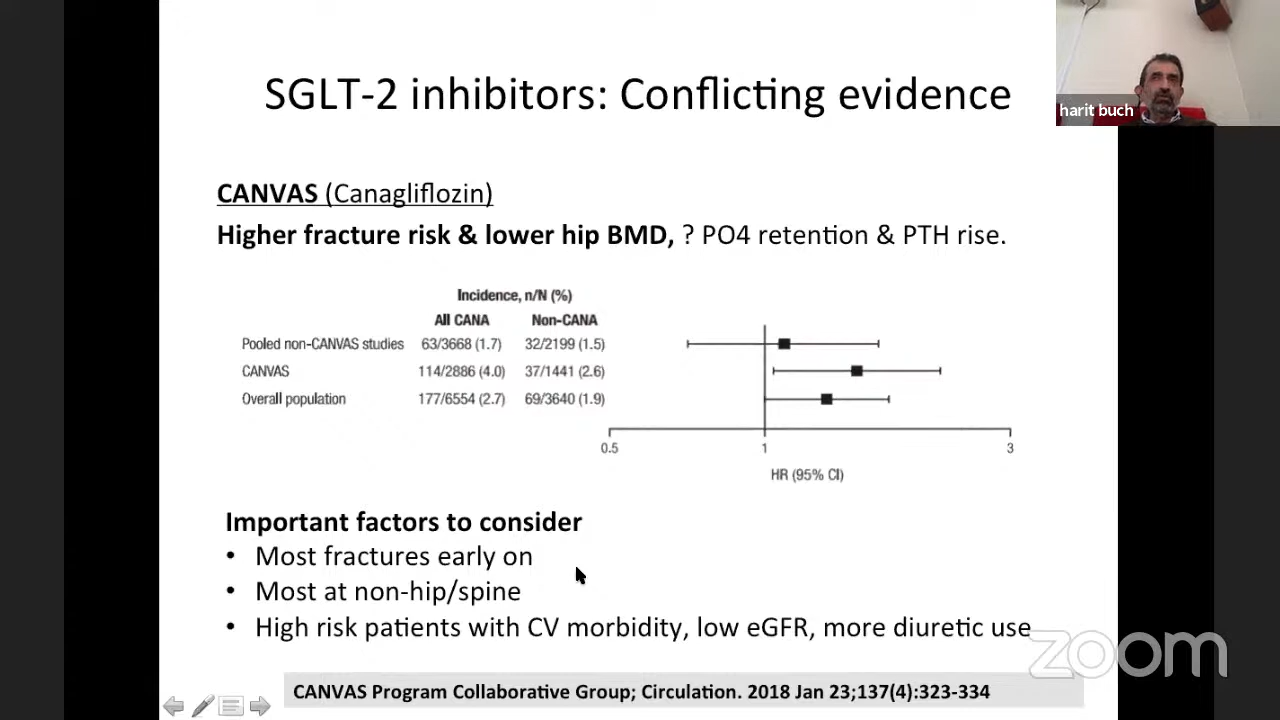 SGLT-2 inhibitors: Conflicting evidence
harit buch
CANVAS (Canagliflozin)
Higher fracture risk & lower hip BMD, ? PO4 retention & PTH rise.
Incidence, n/N (%)
All CANA Non-CANA
Pooled non-CANVAS studies 63/3668 (1.7) 32/2199 (1.5)
CANVAS 114/2886 (4.0) 37/1441 (2.6)
Overall population 177/6554 (2.7) 69/3640 (1.9)
0.5 1 3
HR (95% CI)
Important factors to consider
• Most fractures early on
• Most at non-hip/spine
• High risk patients with CV morbidity, low eGFR, more diuretic use
zoom
CANVAS Program Collaborative Group; Circulation. 2018 Jan 23;137(4):323-334